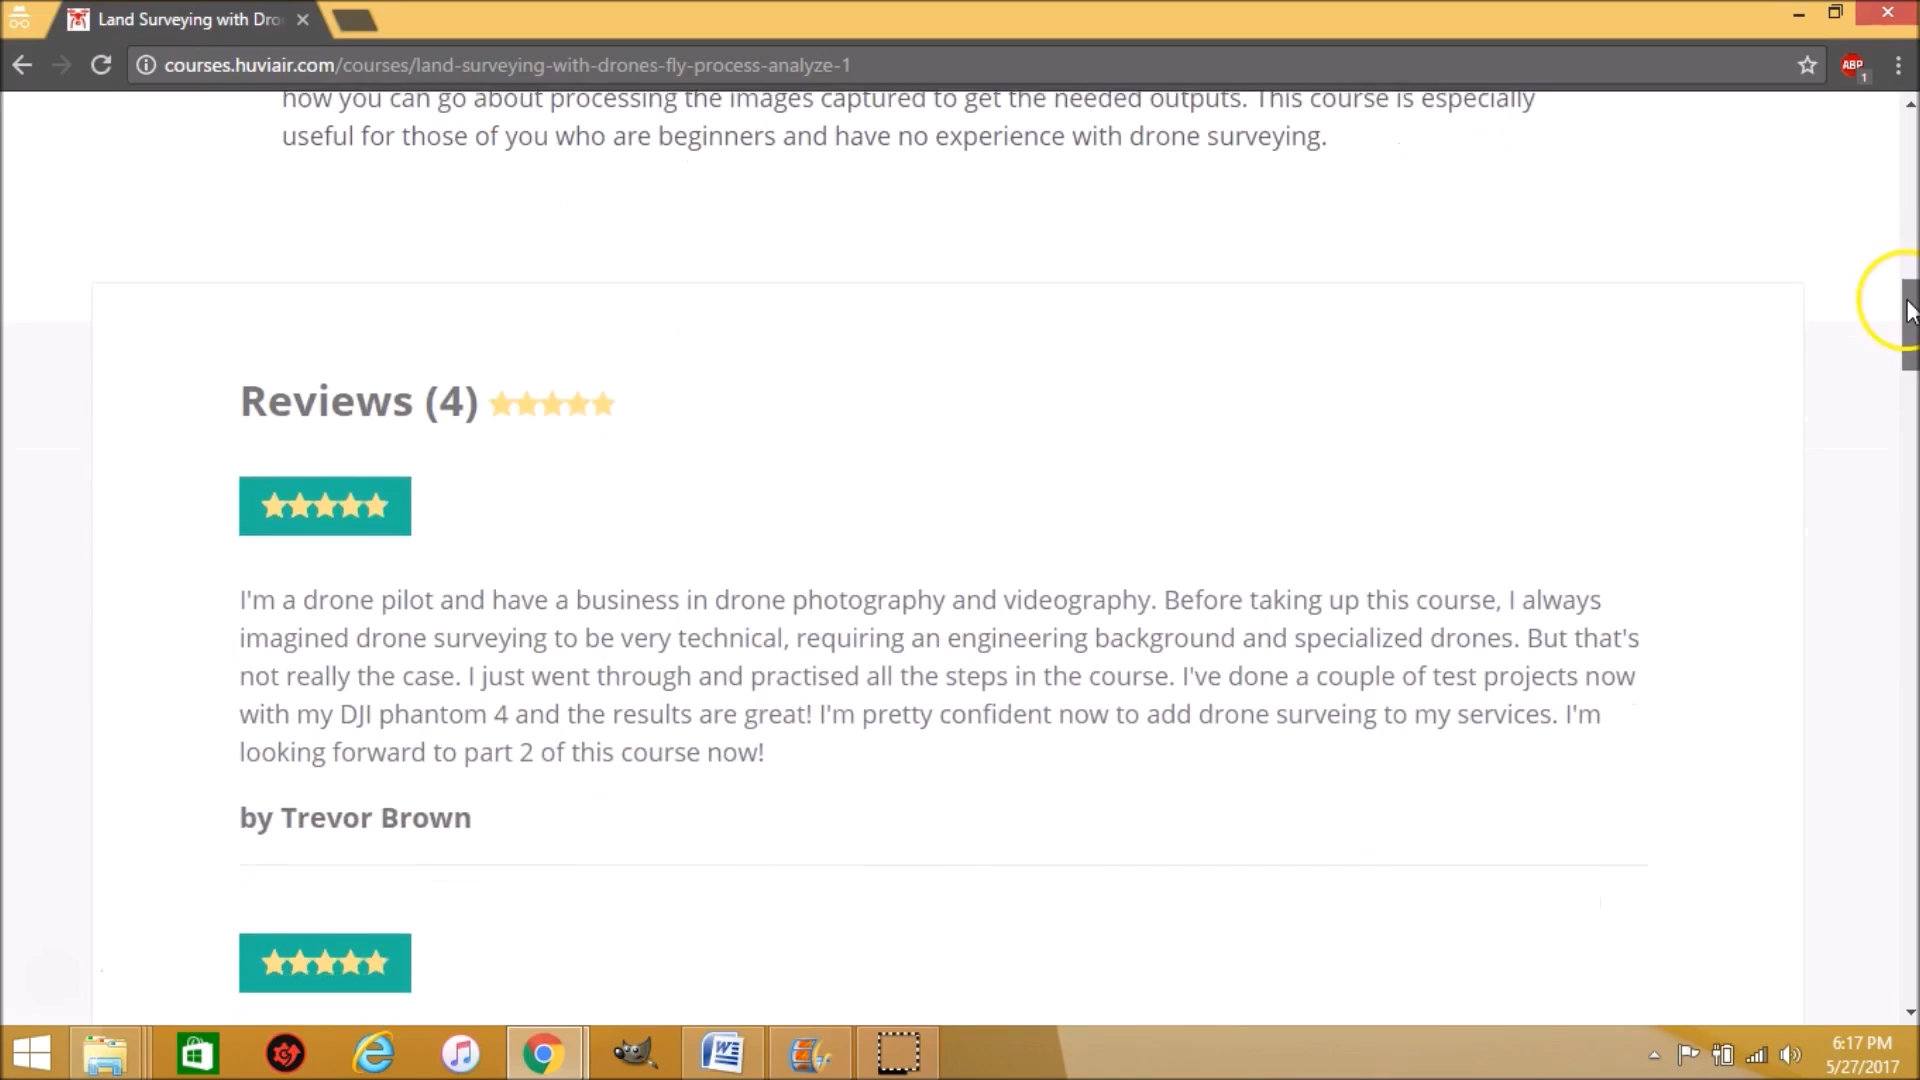 Land Surveying with Dro
courses.huviair.com/courses/land-surveying-with-drones-fly-process-analyze-1
ABP
1
how you can go about processing the images captured to get the needed outputs. This course is especially
useful for those of you who are beginners and have no experience with drone surveying.
Reviews (4)
I'm a drone pilot and have a business in drone photography and videography. Before taking up this course, I always
imagined drone surveying to be very technical, requiring an engineering background and specialized drones. But that's
not really the case. I just went through and practised all the steps in the course. I've done a couple of test projects now
with my DJI phantom 4 and the results are great! I'm pretty confident now to add drone surveing to my services. I'm
looking forward to part 2 of this course now!
by Trevor Brown
6:17 PM
5/27/2017